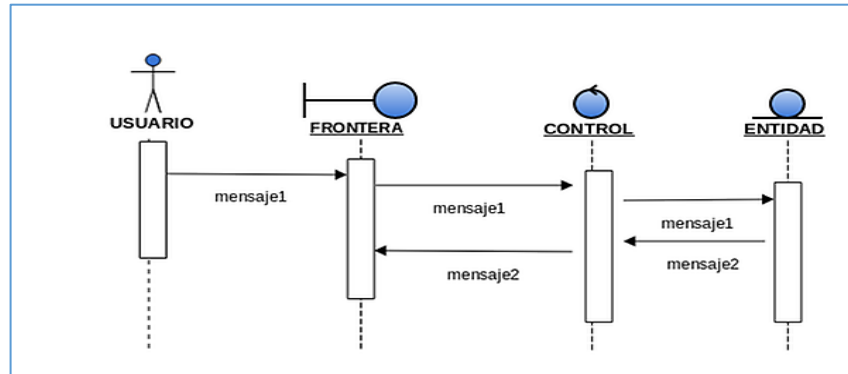 USUARIO
FRONTERA
CONTROL
ENTIDAD
mensaje1
mensaje1
mensaje1
mensaje2
mensaje2